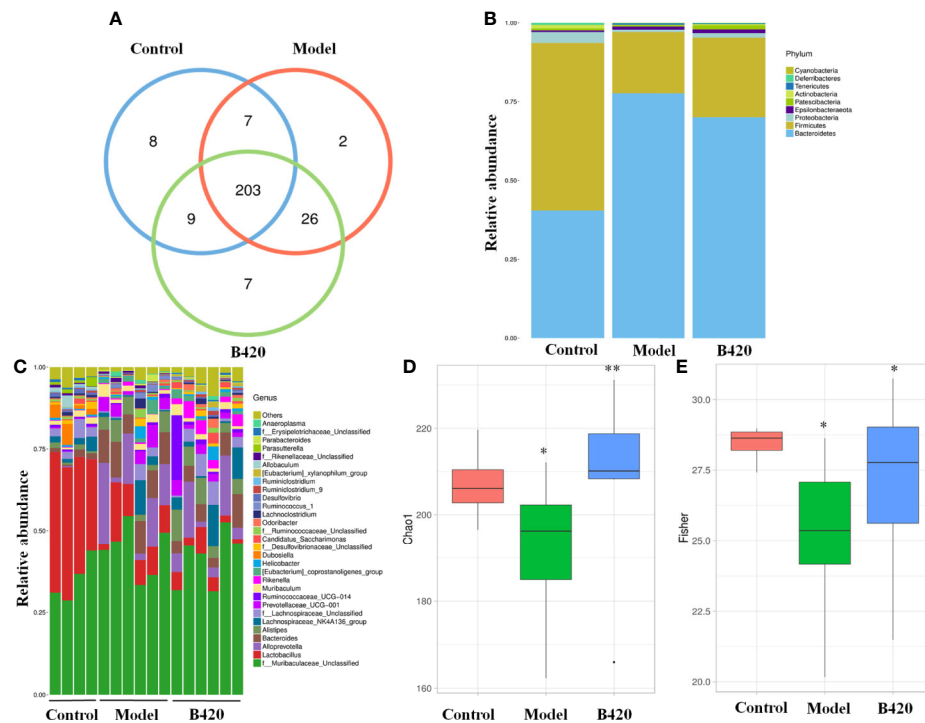 A
Control
Model
8
7
2
203
9
26
7
B420
B
Relative abundance
1.00
0.75
0.50
0.25
0.00
Control
Model
B420
Phylum
Cyanobacteria
Deferribacteres
Tenericutes
Actinobacteria
Patescibacteria
Epsilonbacteraeota
Proteobacteria
Firmicutes
Bacteroidetes
C
Relative abundance
1.00
0.75
0.50
0.25
0.00
Control
Model
B420
Genus
Others
Anaeroplasma
f__Erysipelotrichaceae_Unclassified
Parabacteroides
Parasutterella
f__Rikenellaceae_Unclassified
Allobaculum
[Eubacterium]_xylanophilum_group
Ruminiclostridium
Ruminiclostridium_9
Desulfovibrio
Ruminococcus_1
Lachnoclostridium
Odoribacter
f__Ruminococcaceae_Unclassified
Candidatus_Saccharimonas
f__Desulfovibrionaceae_Unclassified
Dubosiella
Helicobacter
[Eubacterium]_coprostanoligenes_group
Rikenella
Muribaculum
Ruminococcaceae_UCG-014
Prevotellaceae_UCG-001
f__Lachnospiraceae_Unclassified
Lachnospiraceae_NK4A136_group
Alistipes
Bacteroides
Alloprevotella
Lactobacillus
f__Muribaculaceae_Unclassified
D
Chao1
220
200
180
160
*
**
Control
Model
B420
E
Fisher
30.0
27.5
25.0
22.5
20.0
*
*
Control
Model
B420